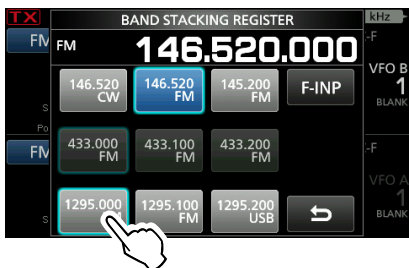 TX
BAND STACKING REGISTER
kHz
FM
FM
146.520.000
-F
VFO B
1
BLANK
146.520
CW
146.520
FM
145.200
FM
F-INP
S
Po
FM
433.000
FM
433.100
FM
433.200
FM
-F
VFO A
1
BLANK
1295.000
1295.100
FM
1295.200
USB
S